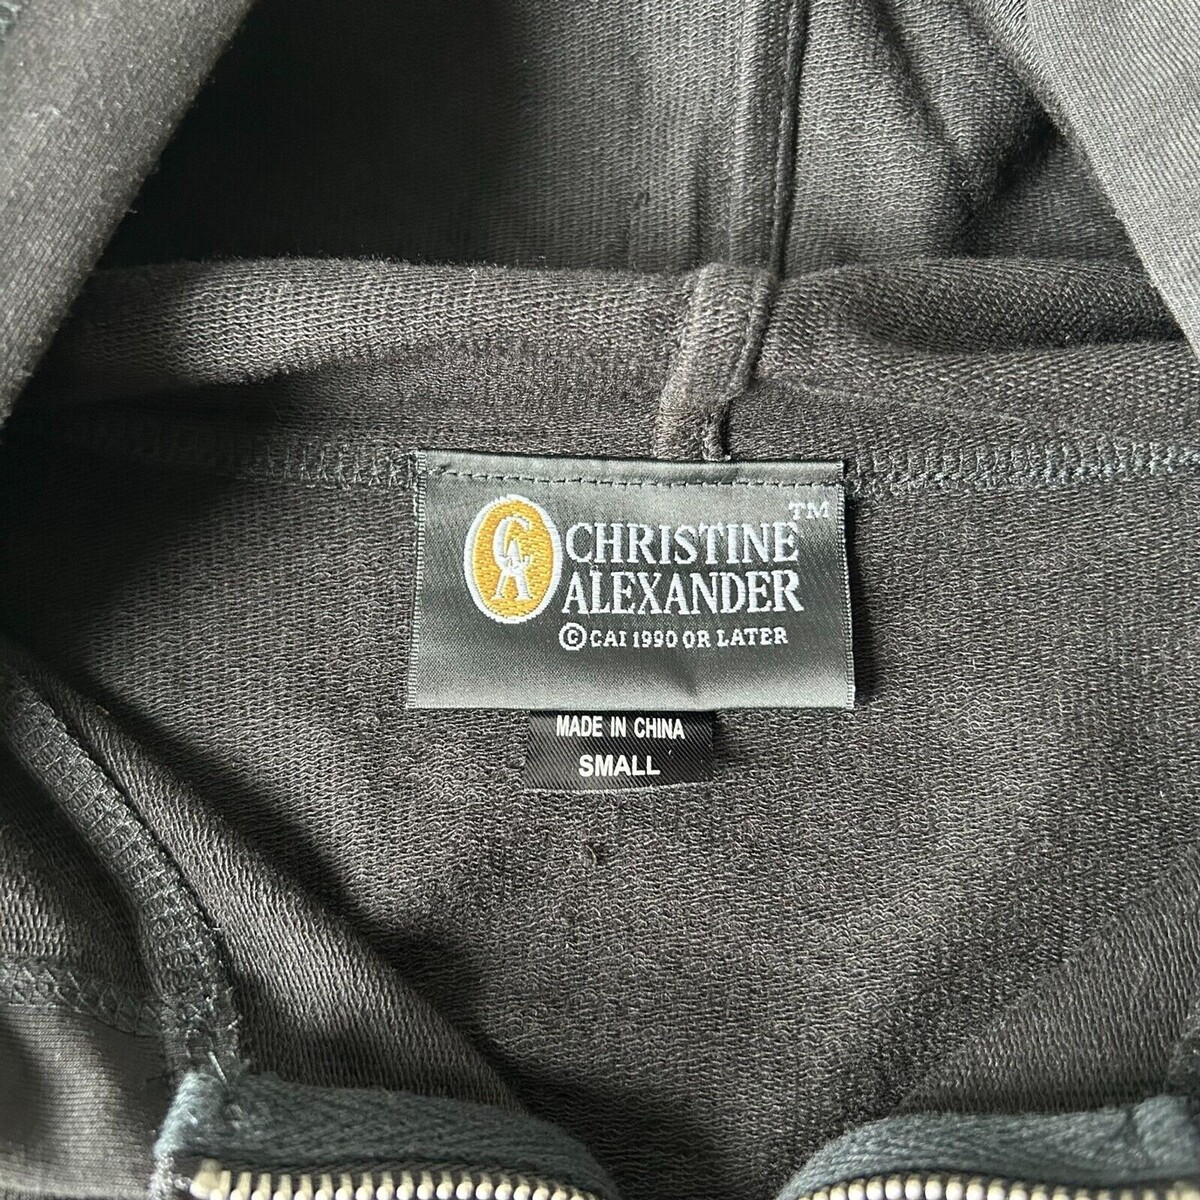 CHRISTINE™
ALEXANDER
©CAI 1990 OR LATER
MADE IN CHINA
SMALL